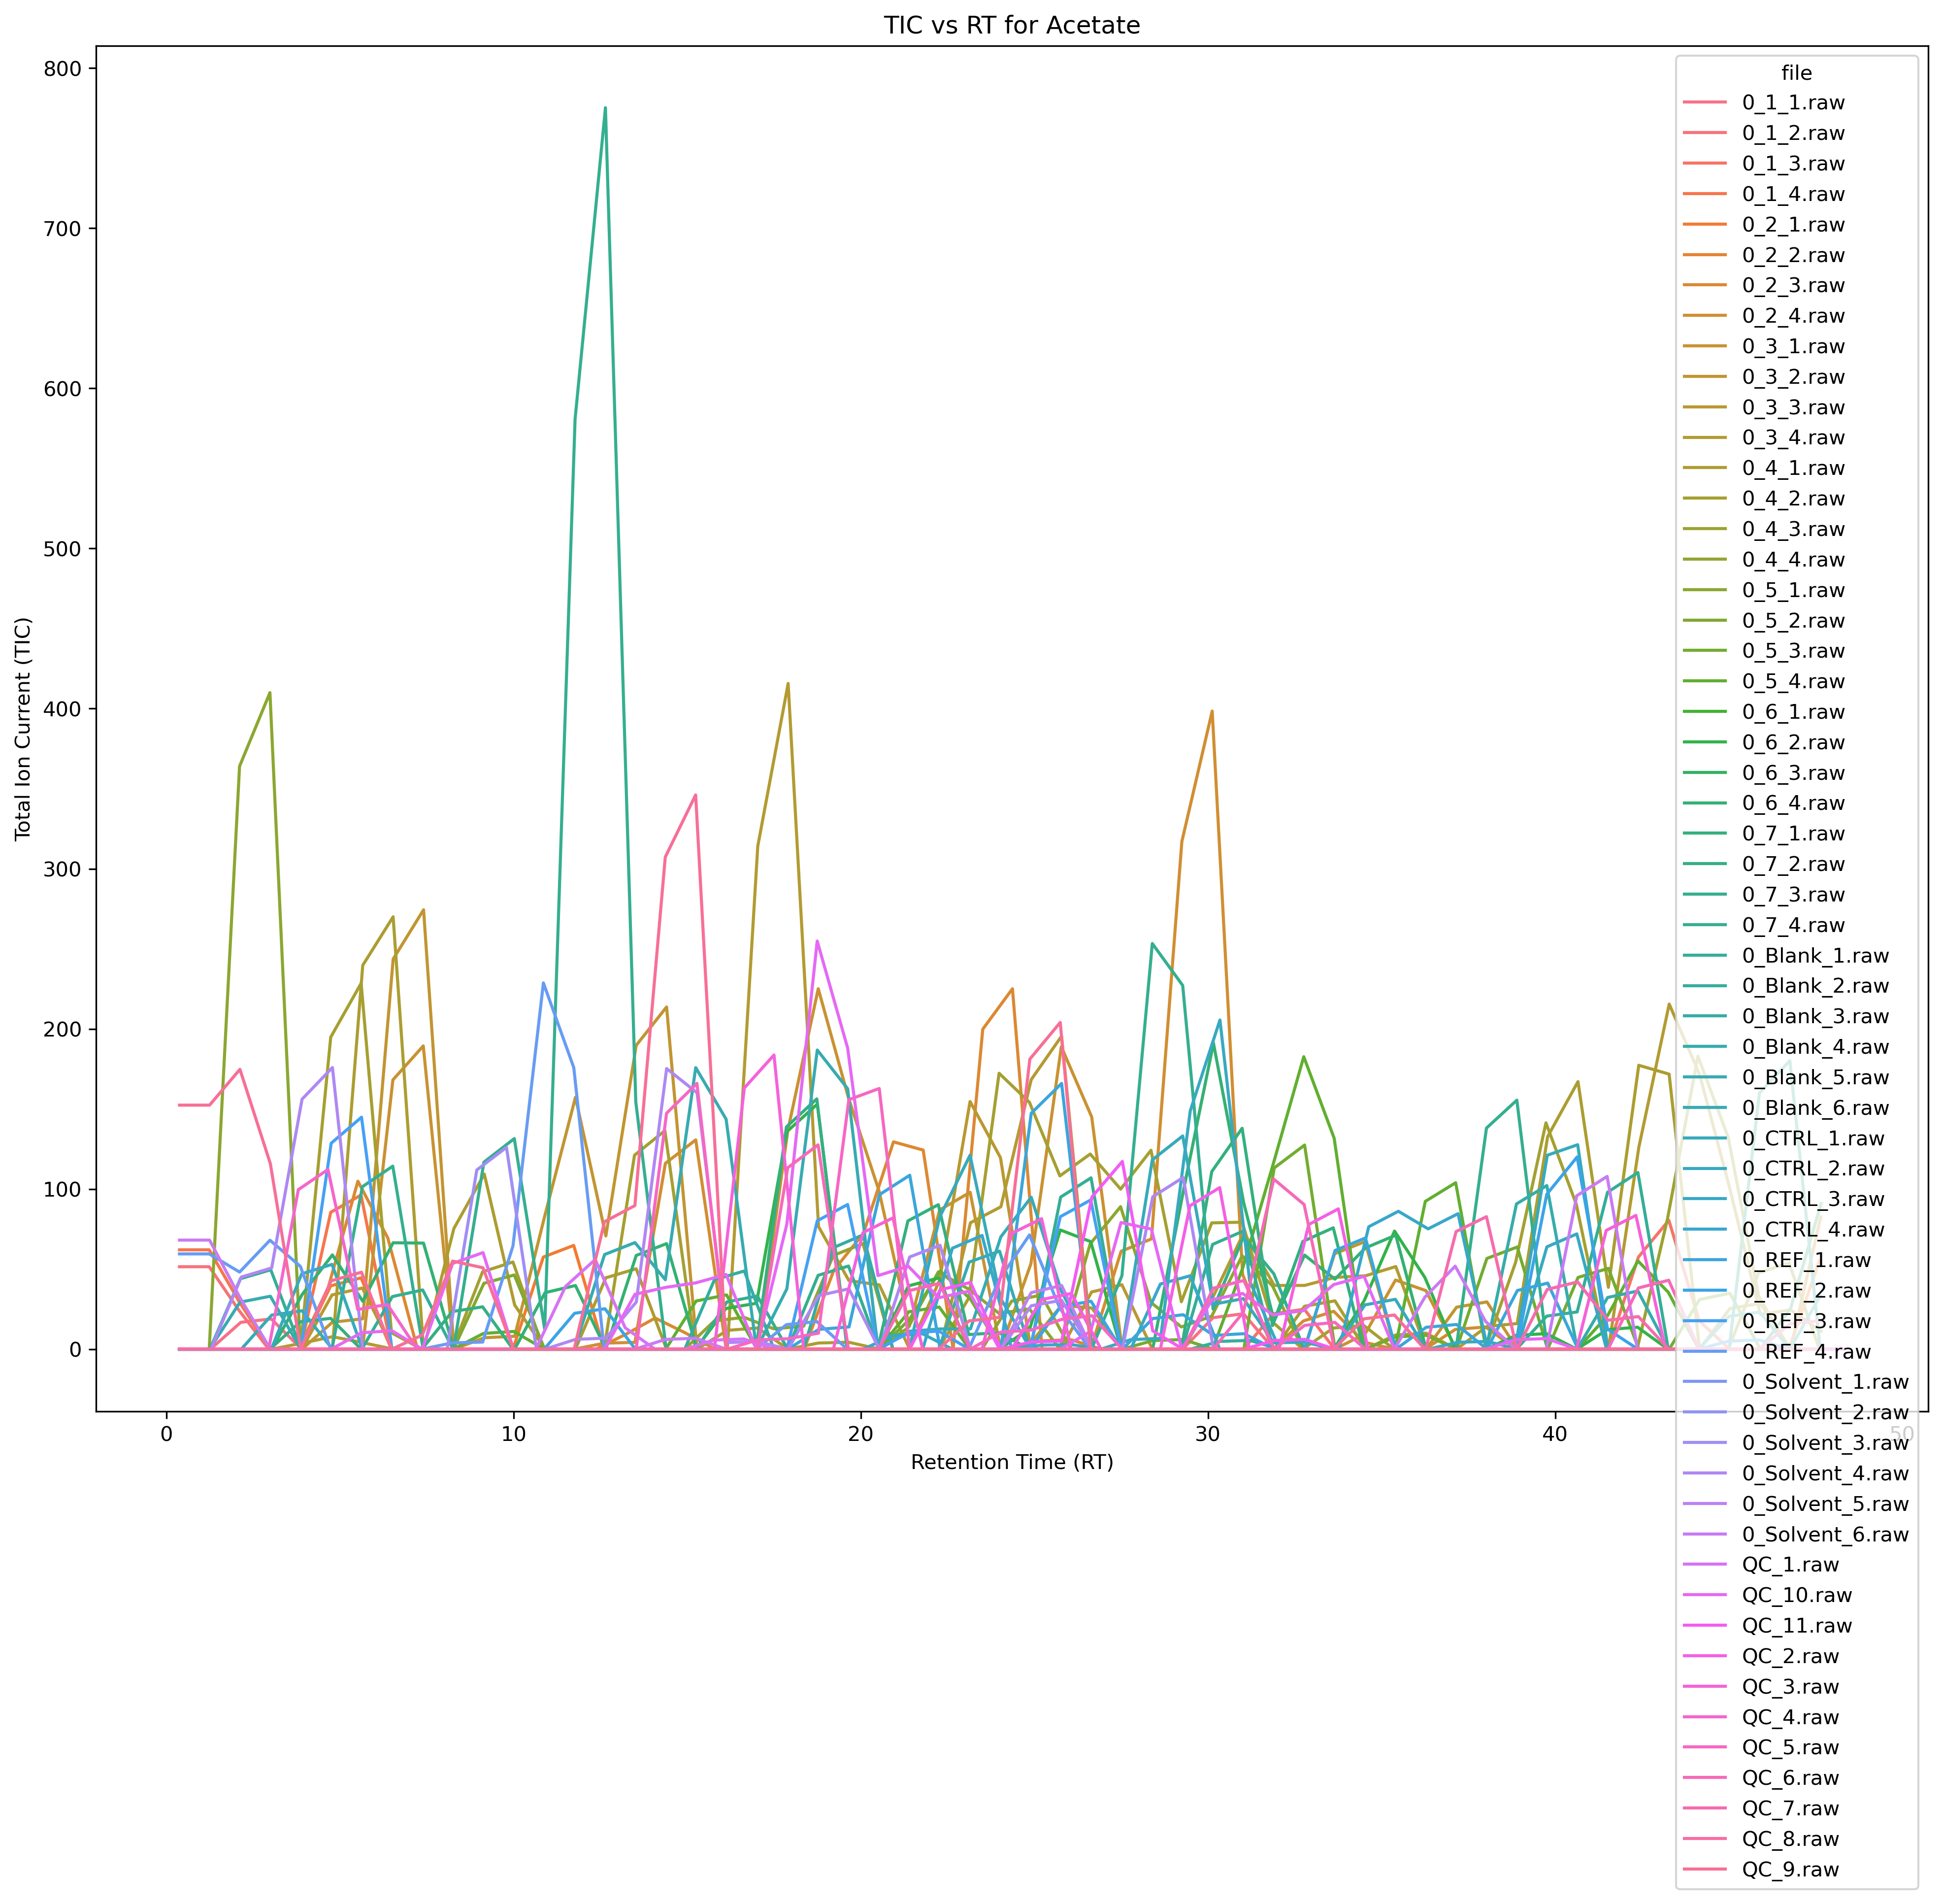 TIC vs RT for Acetate
Total Ion Current (TIC)
800
700
600
500
400
300
200
100
0
0
10
20
30
40
50
Retention Time (RT)
file
0_1_1.raw
0_1_2.raw
0_1_3.raw
0_1_4.raw
0_2_1.raw
0_2_2.raw
0_2_3.raw
0_2_4.raw
0_3_1.raw
0_3_2.raw
0_3_3.raw
0_3_4.raw
0_4_1.raw
0_4_2.raw
0_4_3.raw
0_4_4.raw
0_5_1.raw
0_5_2.raw
0_5_3.raw
0_5_4.raw
0_6_1.raw
0_6_2.raw
0_6_3.raw
0_6_4.raw
0_7_1.raw
0_7_2.raw
0_7_3.raw
0_7_4.raw
0_Blank_1.raw
0_Blank_2.raw
0_Blank_3.raw
0_Blank_4.raw
0_Blank_5.raw
0_Blank_6.raw
0_CTRL_1.raw
0_CTRL_2.raw
0_CTRL_3.raw
0_CTRL_4.raw
0_REF_1.raw
0_REF_2.raw
0_REF_3.raw
0_REF_4.raw
0_Solvent_1.raw
0_Solvent_2.raw
0_Solvent_3.raw
0_Solvent_4.raw
0_Solvent_5.raw
0_Solvent_6.raw
QC_1.raw
QC_10.raw
QC_11.raw
QC_2.raw
QC_3.raw
QC_4.raw
QC_5.raw
QC_6.raw
QC_7.raw
QC_8.raw
QC_9.raw